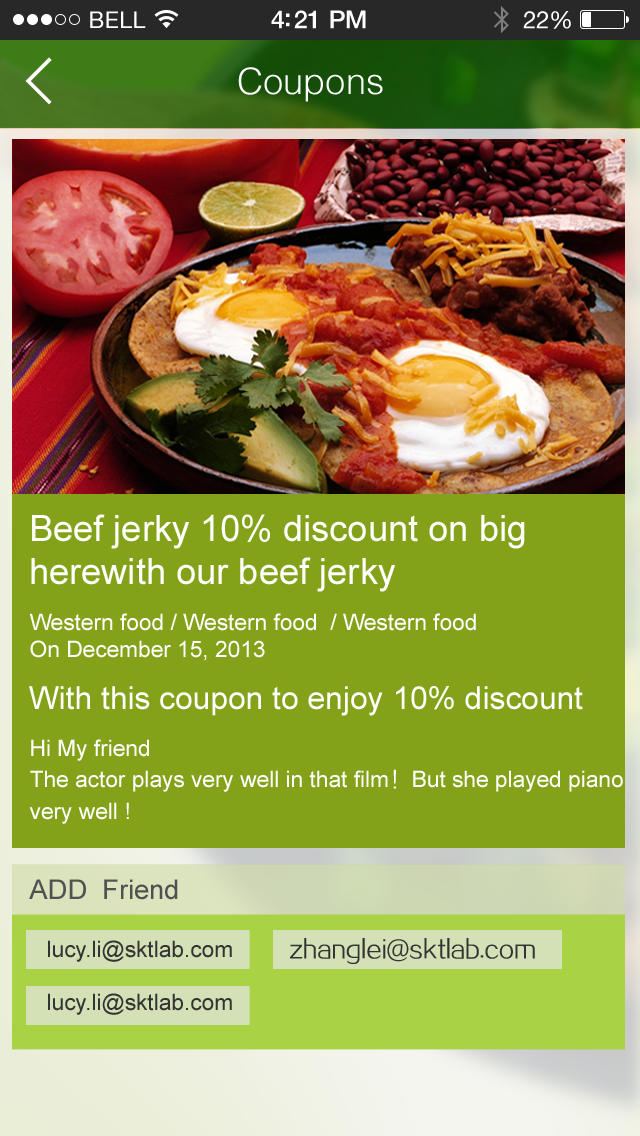 BELL 4:21 PM 22%
Coupons
Beef jerky 10% discount on big
herewith our beef jerky
Western food / Western food / Western food
On December 15, 2013
With this coupon to enjoy 10% discount
Hi My friend
The actor plays very well in that film！But she played piano
very well !
ADD Friend
lucy.li@sktlab.com zhanglei@sktlab.com
lucy.li@sktlab.com